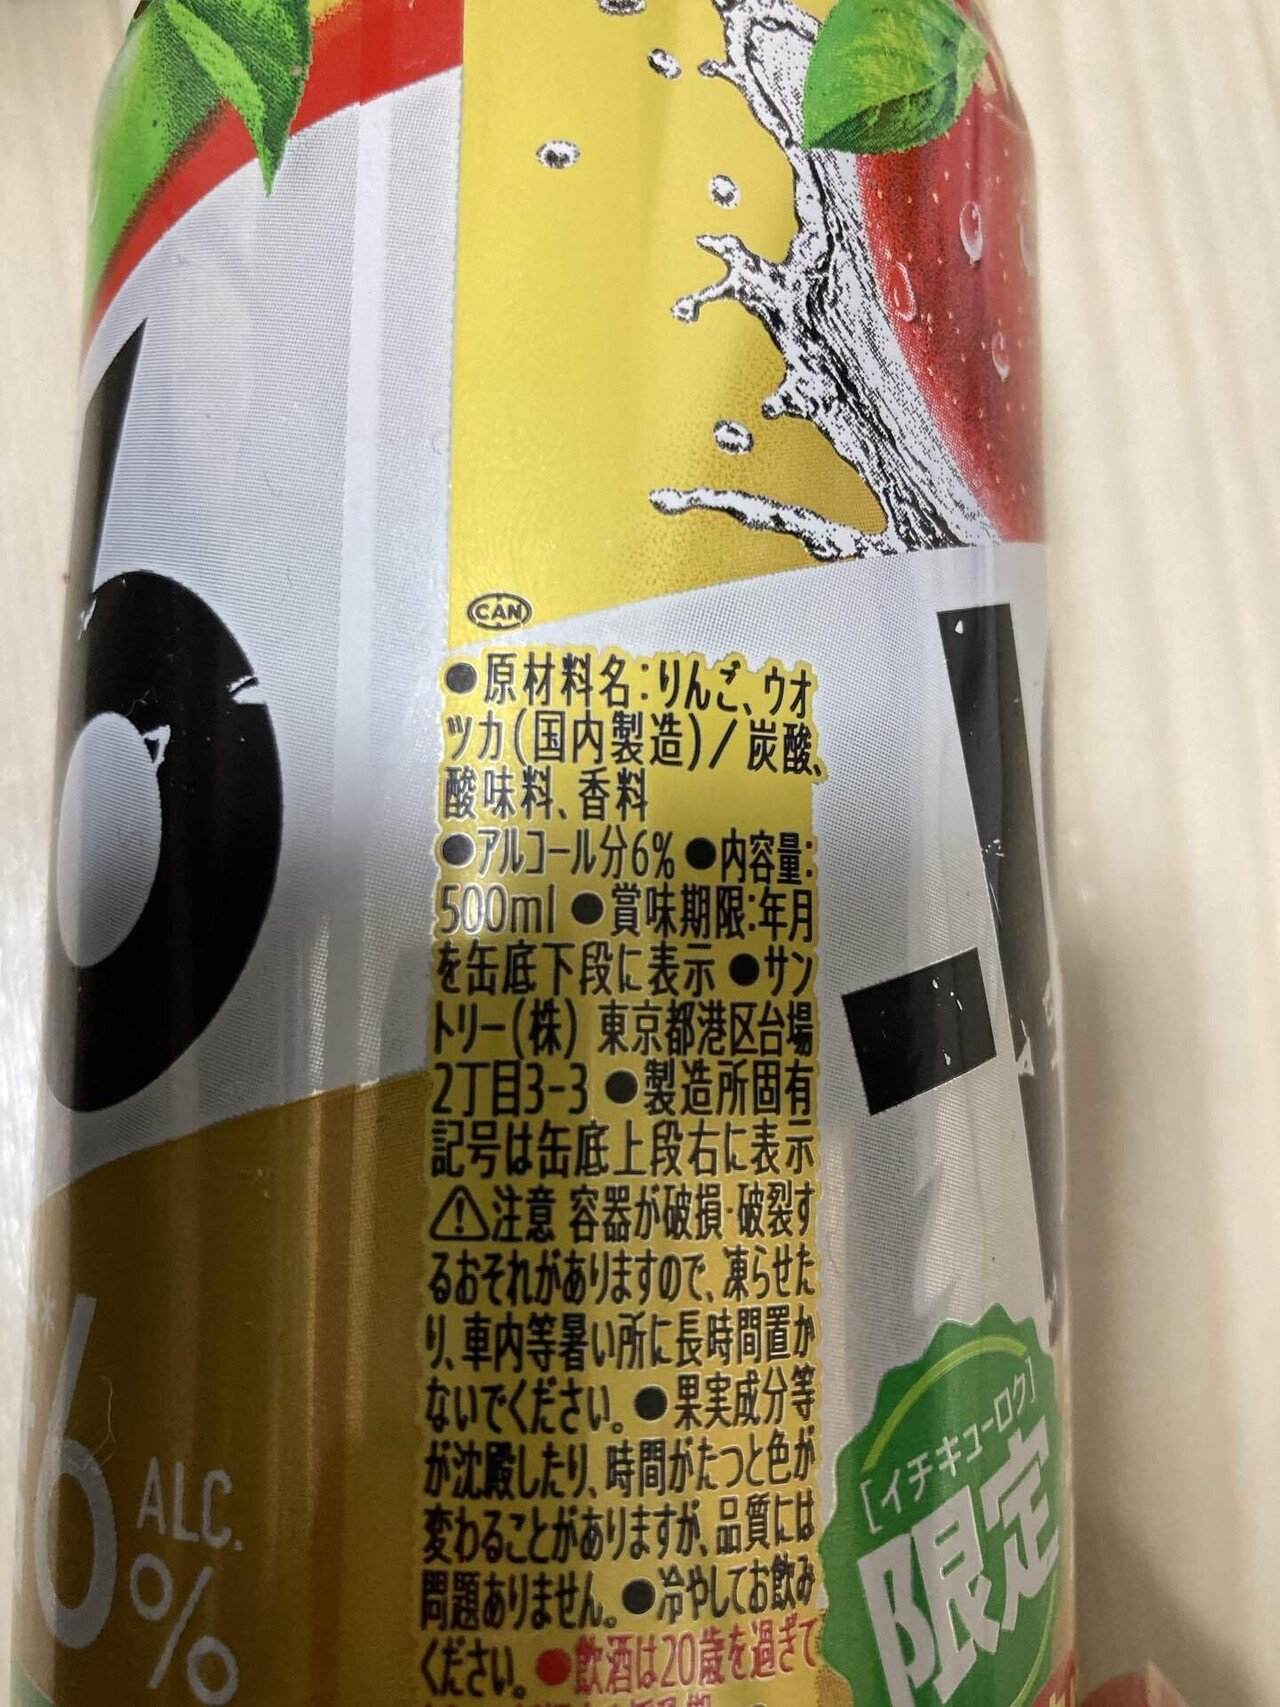 CAN
●原材料名:りんご、ウオ
ツカ(国内製造)/炭酸、
酸味料、香料
●アルコール分6% ●内容量:
500ml ●賞味期限:年月
を缶底下段に表示 ●サン
トリー(株) 東京都港区台場
2丁目3-3 ●製造所固有
記号は缶底上段右に表示
⚠注意 容器が破損・破裂す
るおそれがありますので、凍らせた
り、車内等暑い所に長時間置か
ないでください。 ●果実成分等
が沈殿したり、時間がたつと色が
変わることがありますが、品質には
問題ありません。 ●冷やしてお飲み
ください。 ●飲酒は20歳を過ぎて
6
ALC.
%
[イチキューロク]
限定
-